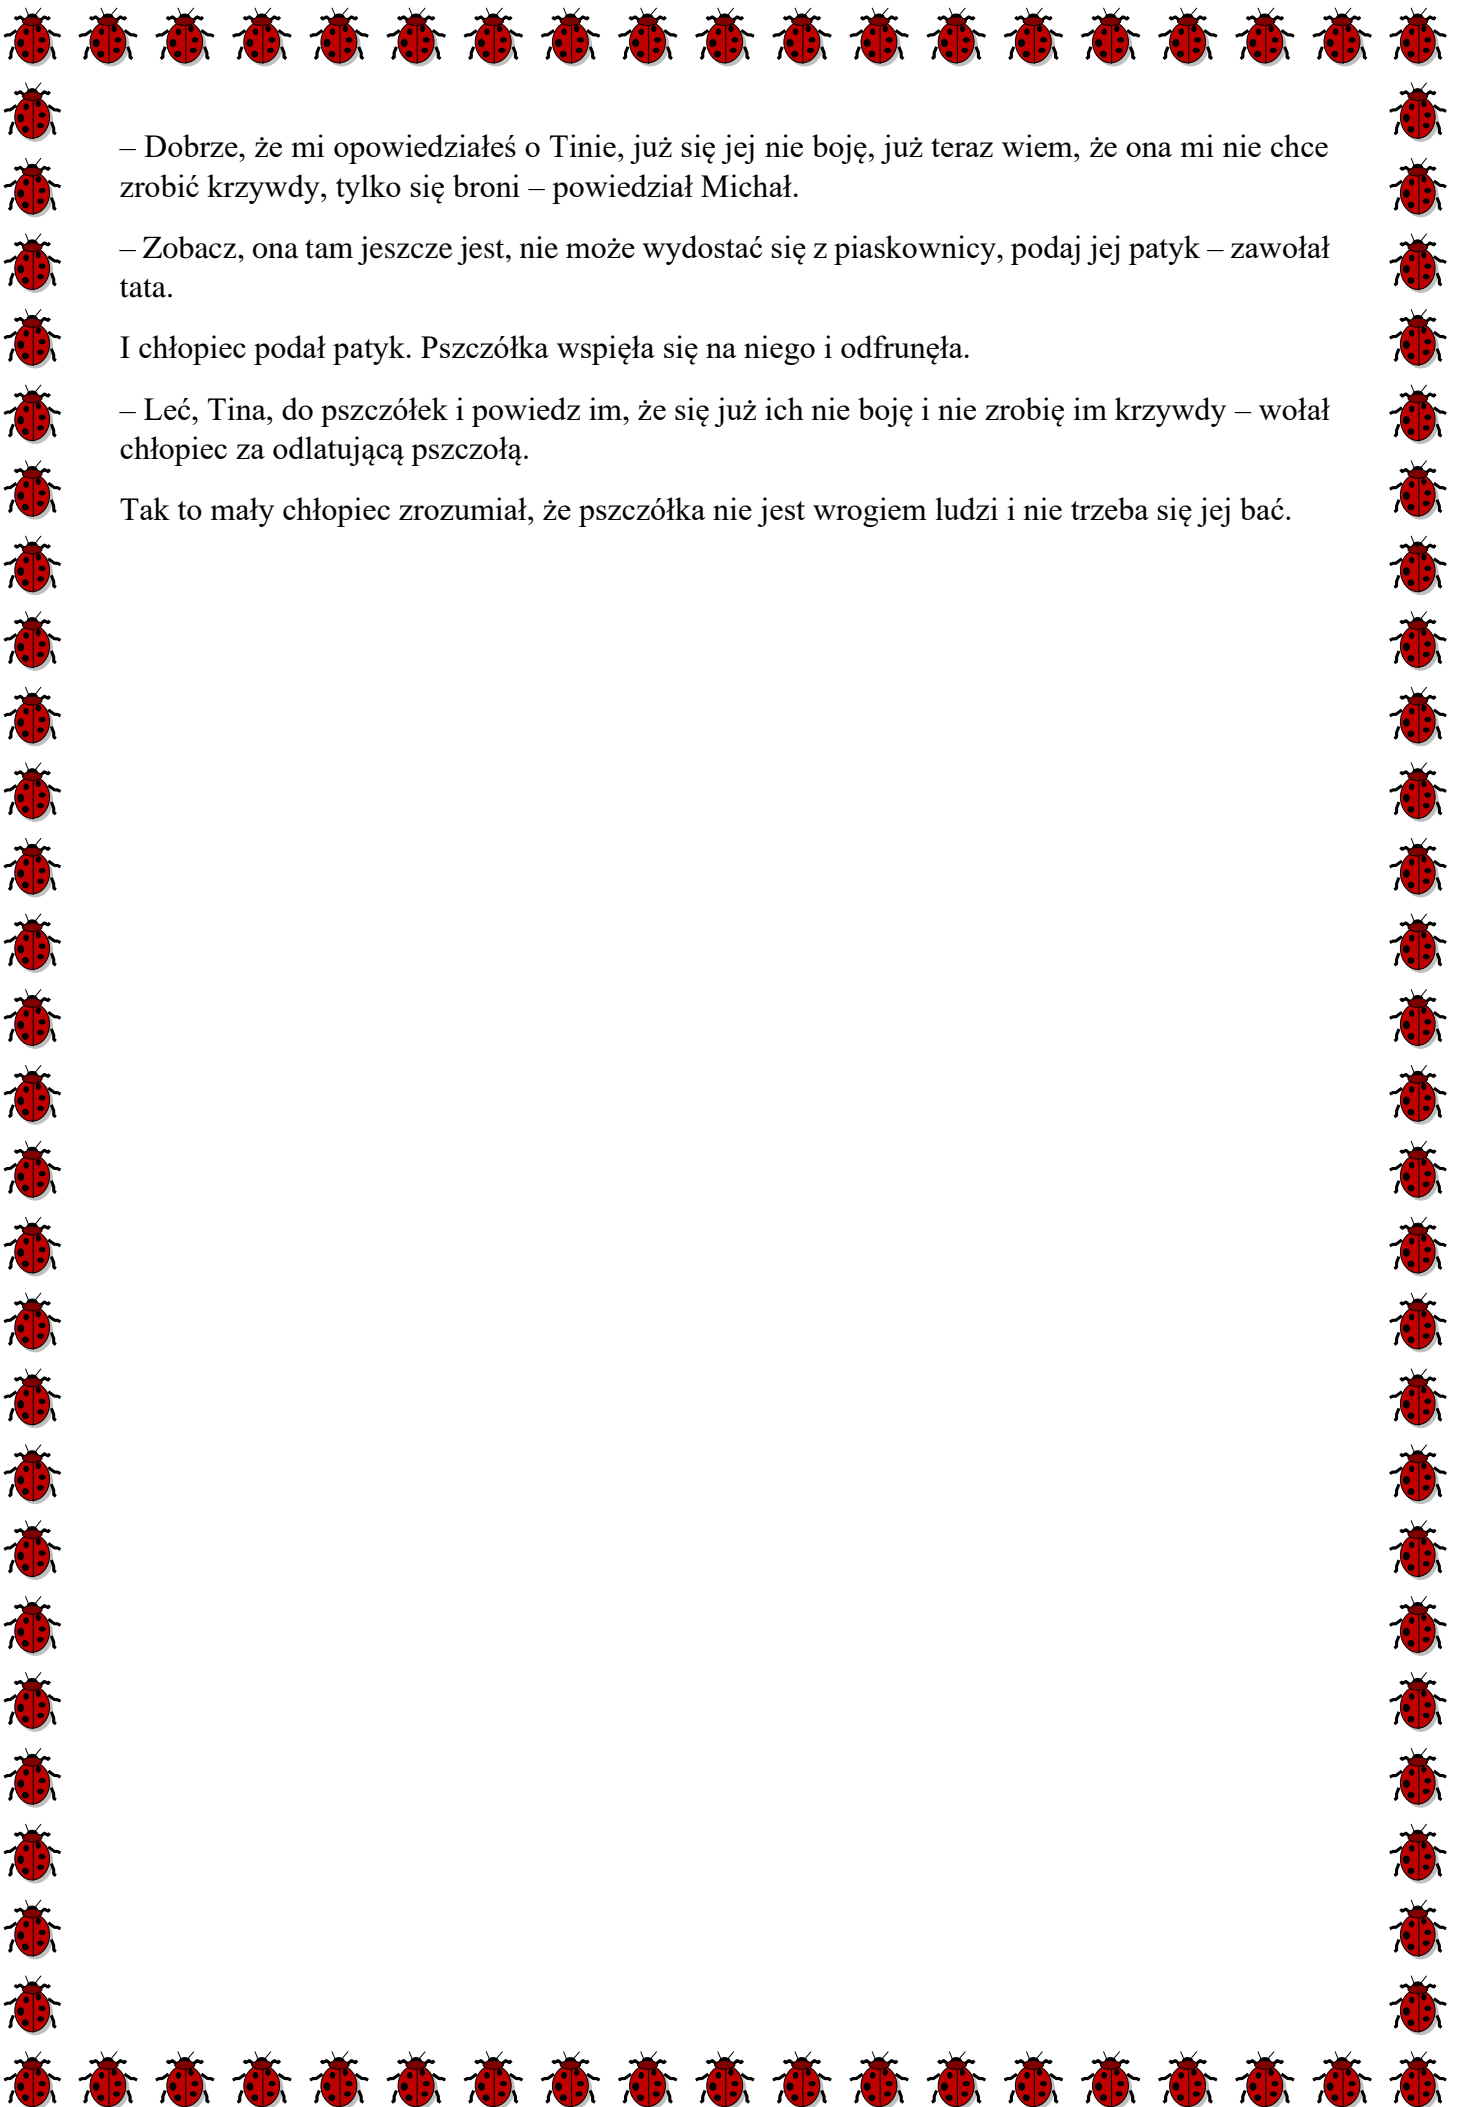 – Dobrze, że mi opowiedziałeś o Tinie, już się jej nie boję, już teraz wiem, że ona mi nie chce
zrobić krzywdy, tylko się broni – powiedział Michał.
– Zobacz, ona tam jeszcze jest, nie może wydostać się z piaskownicy, podaj jej patyk – zawołał
tata.
I chłopiec podał patyk. Pszczółka wspięła się na niego i odfrunęła.
– Leć, Tina, do pszczółek i powiedz im, że się już ich nie boję i nie zrobię im krzywdy – wołał
chłopiec za odlatującą pszczołą.
Tak to mały chłopiec zrozumiał, że pszczółka nie jest wrogiem ludzi i nie trzeba się jej bać.